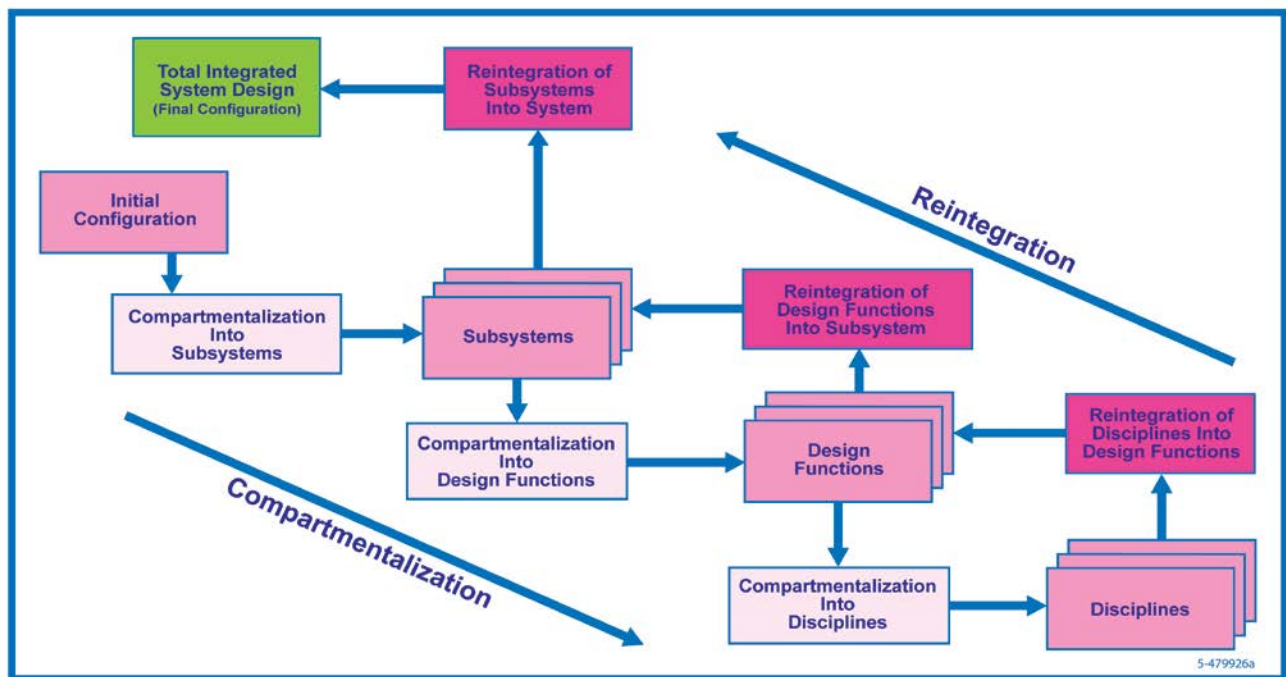 Total Integrated
System Design
(Final Configuration)
Reintegration of
Subsystems
Into System
Initial
Configuration
Reintegration
Compartmentalization
Into
Subsystems
Subsystems
Reintegration of
Design Functions
Into Subsystem
Compartmentalization
Into
Design Functions
Design
Functions
Reintegration of
Disciplines Into
Design Functions
Compartmentalization
Compartmentalization
Into
Disciplines
Disciplines
5-479926a